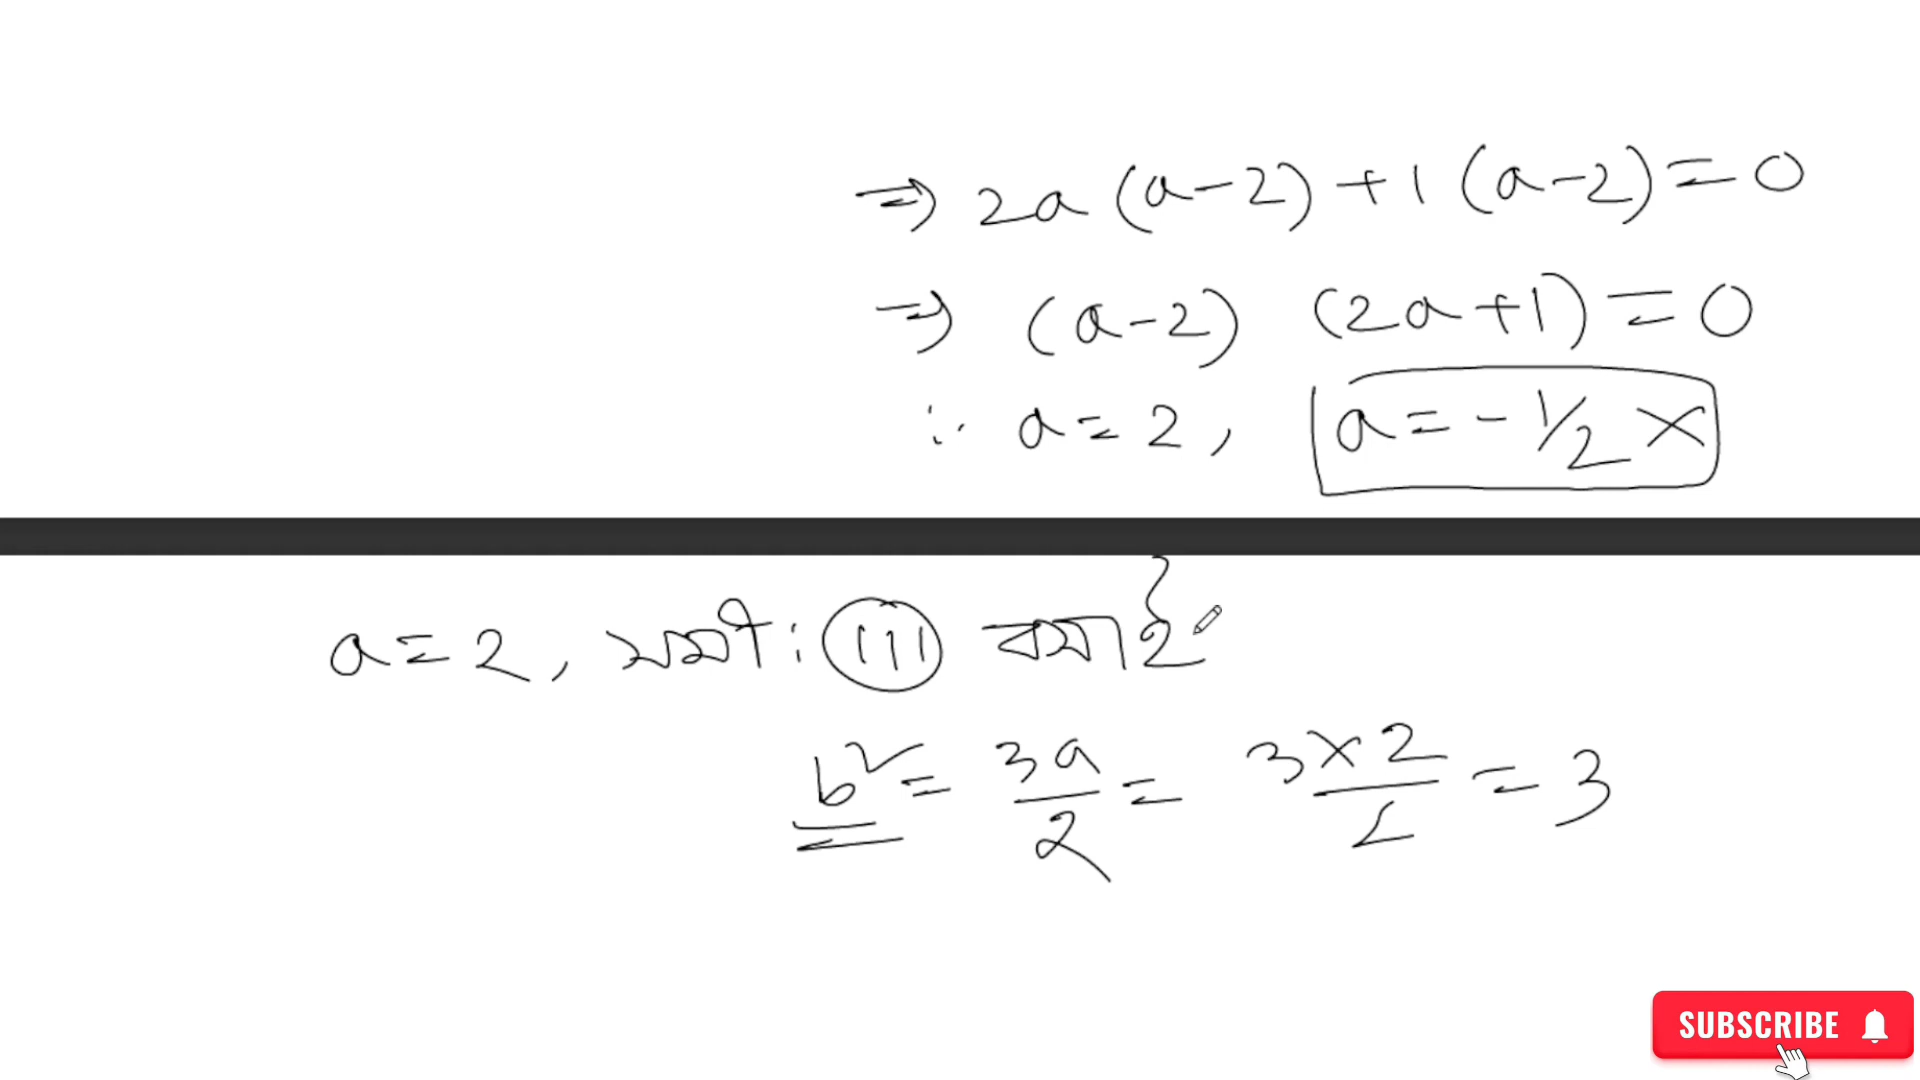 ⇒ 2a (a-2) + 1 (a-2) = 0
⇒ (a-2) (2a+1) = 0
∴ a = 2, a = - 1/2 ×
a = 2, সমী: (iii) বসাই
b² = 3a/2 = 3×2/2 = 3
SUBSCRIBE